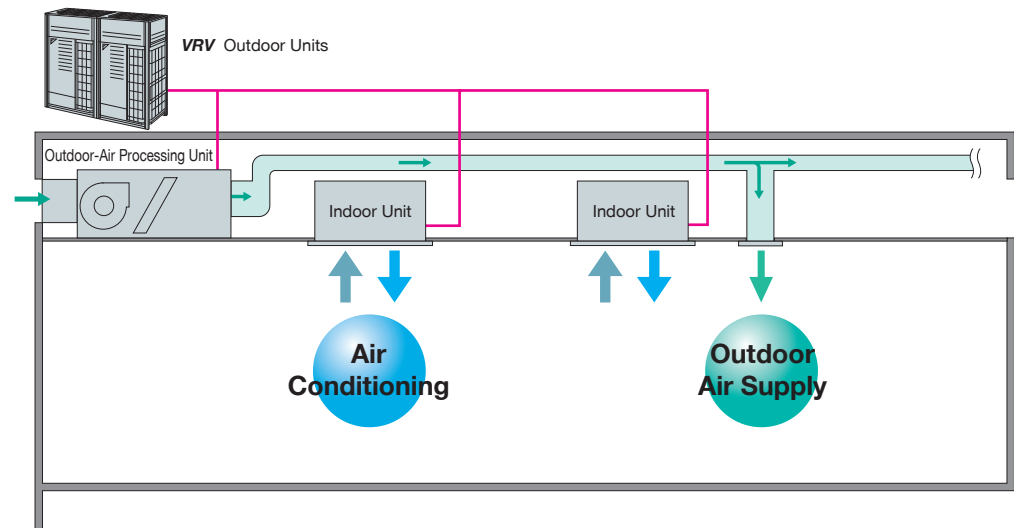 VRV Outdoor Units
Outdoor-Air Processing Unit
Indoor Unit
Indoor Unit
Air
Conditioning
Outdoor
Air Supply